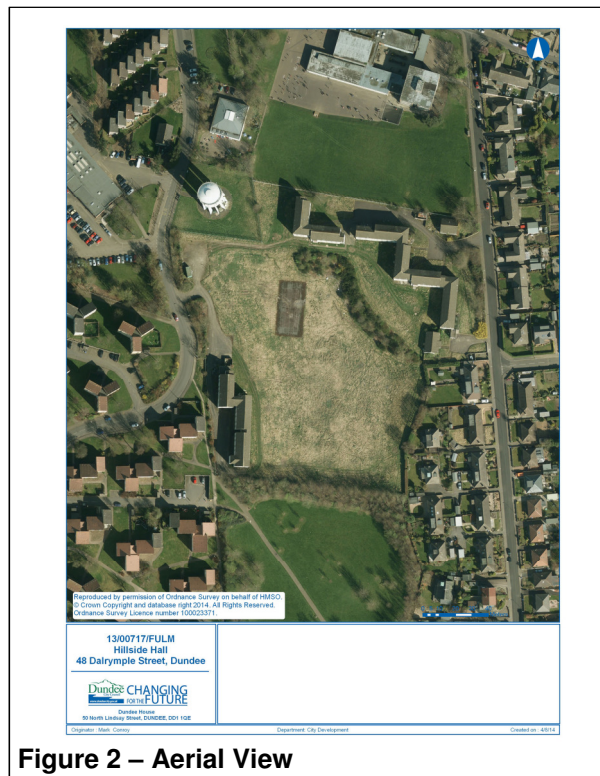 Reproduced by permission of Ordnance Survey on behalf of HMSO.
© Crown Copyright and database right 2014. All Rights Reserved.
Ordnance Survey Licence number 100023371.
13/00717/FULM
Hillside Hall
48 Dalrymple Street, Dundee
Dundee
CHANGING
FOR THE FUTURE
Dundee House
50 North Lindsay Street, DUNDEE, DD1 1QE
Originator : Mark Conroy
Department: City Development
Created on : 4/8/14
Figure 2 – Aerial View